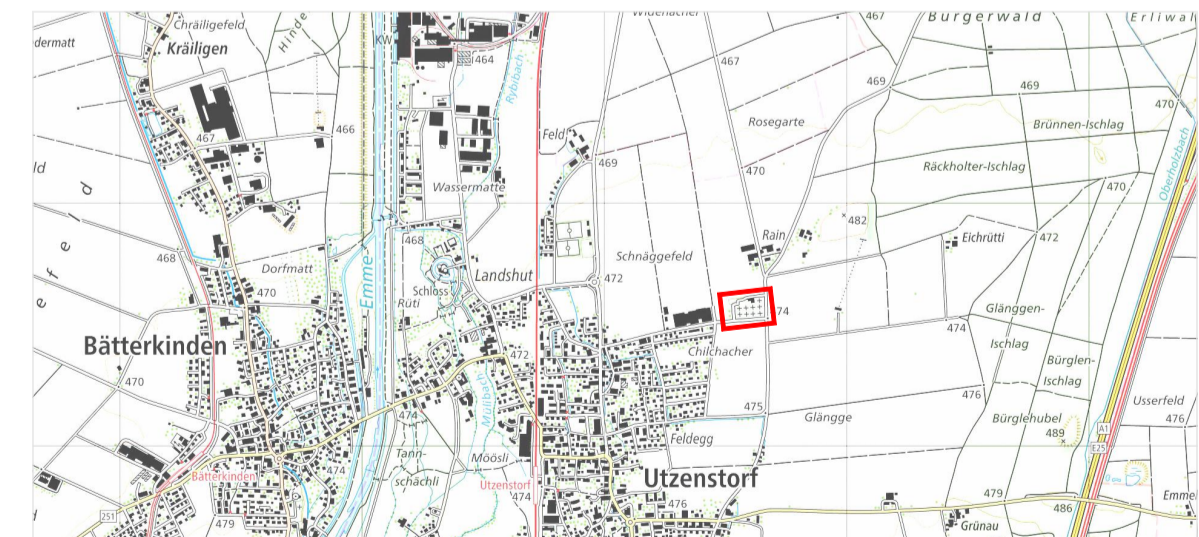 Widenacher
467
Burgerwald
Erliwal
Chräiligefeld
dermatt
Kräiligen
Hinde
KW
464
Rybibach
467
469
469
470
Rosegarte
Brünnen-Ischlag
467
466
Feld
469
470
Räckholter-Ischlag
470
Oberholzbach
ld
Wassermatte
efeld
482
468
468
Rain
Eichrütti
472
Dorfmatt
Emme
Landshut
Schnäggefeld
Schloss
472
470
Rüti
474
474
Glänggen-
Ischlag
Bätterkinden
472
Chilchacher
Bürglen-
Ischlag
470
Mülibach
476
Usserfeld
474
475
Glängge
Bürglehubel
476
489
A1
Feldegg
E25
Tann-
schächli
Möösli
474
Bätterkinden
Utzenstorf
474
Utzenstorf
476
479
486
Emme
251
479
Grünau